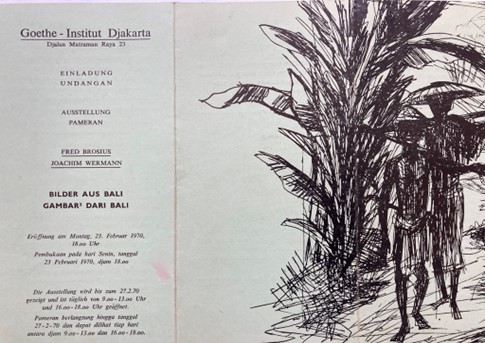 Goethe - Institut Djakarta
Djalan Matraman Raya 23
EINLADUNG
UNDANGAN
AUSSTELLUNG
PAMERAN
FRED BROSIUS
JOACHIM WERMANN
BILDER AUS BALI
GAMBAR² DARI BALI
Eröffnung am Montag, 23. Februar 1970,
18.00 Uhr
Pembukaan pada hari Senin, tanggal
23 Februari 1970, djam 18.00
Die Ausstellung wird bis zum 27.2.70
gezeigt und ist täglich von 9.00-13.00 Uhr
und 16.00-18.00 Uhr geöffnet.
Pameran berlangsung hingga tanggal
27-2-70 dan dapat dilihat tiap hari
antara djam 9.00-13.00 dan 16.00-18.00.